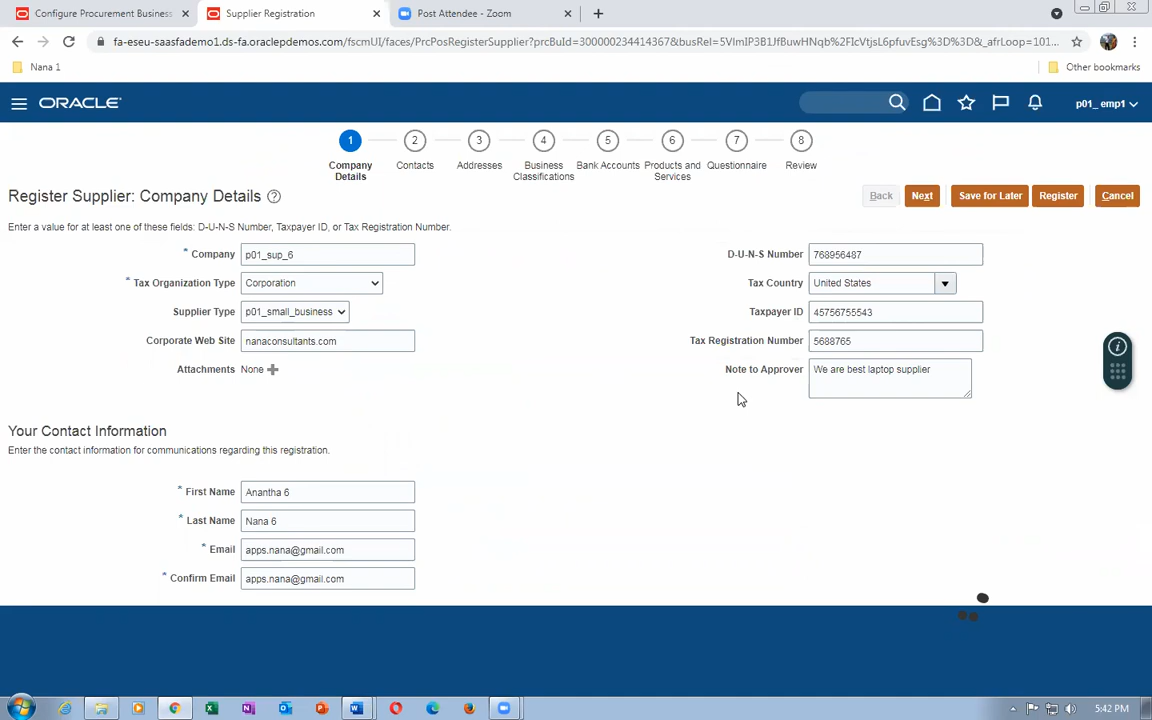 Configure Procurement Business
Supplier Registration
Post Attendee - Zoom
fa-eseu-saasfademo1.ds-fa.oraclepdemos.com/fscmUI/faces/PrcPosRegisterSupplier?prcBuId=300000234414367&busRel=5VlmIP3B1JfBuwHNqb%2FIcVtjsL6pfuvEsg%3D%3D&_afrLoop=101...
Nana 1
Other bookmarks
ORACLE
p01_ emp1
1 2 3 4 5 6 7 8
Company Details
Contacts
Addresses
Business Classifications
Bank Accounts
Products and Services
Questionnaire
Review
Register Supplier: Company Details
Back Next Save for Later Register Cancel
Enter a value for at least one of these fields: D-U-N-S Number, Taxpayer ID, or Tax Registration Number.
* Company p01_sup_6
* Tax Organization Type Corporation
Supplier Type p01_small_business
Corporate Web Site nanaconsultants.com
Attachments None
D-U-N-S Number 768956487
Tax Country United States
Taxpayer ID 45756755543
Tax Registration Number 5688765
Note to Approver We are best laptop supplier
Your Contact Information
Enter the contact information for communications regarding this registration.
* First Name Anantha 6
* Last Name Nana 6
* Email apps.nana@gmail.com
* Confirm Email apps.nana@gmail.com
5:42 PM